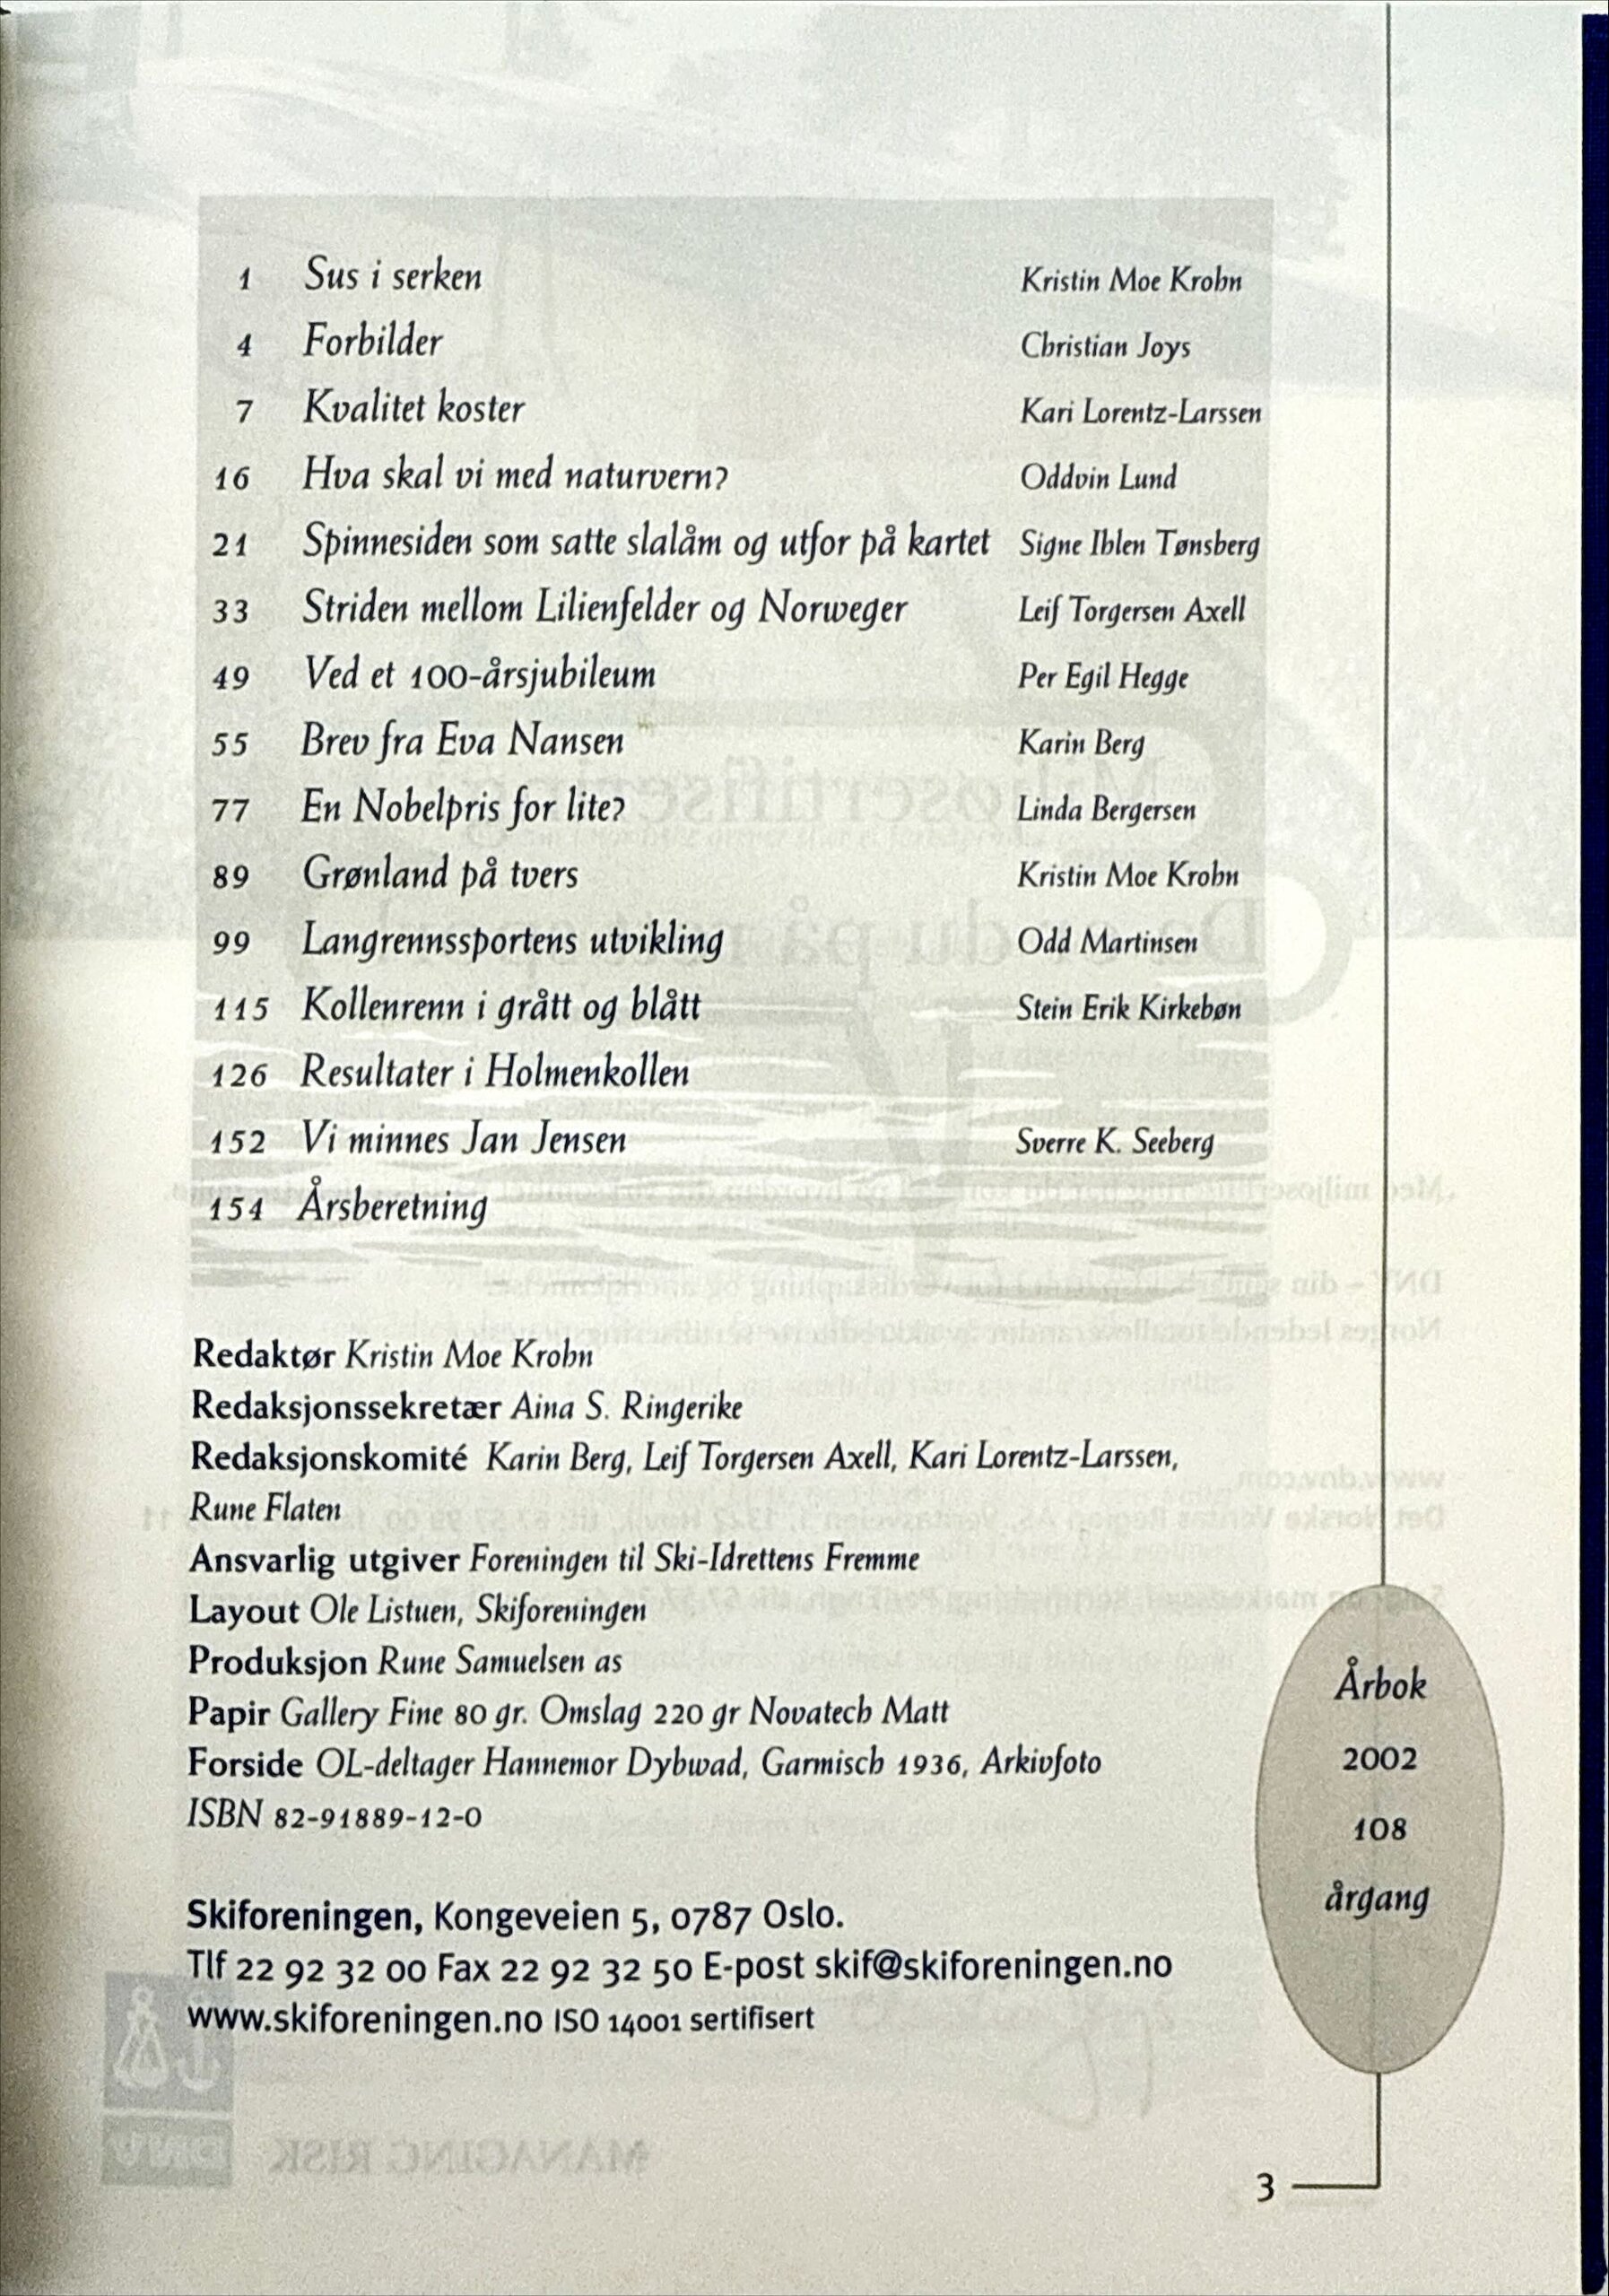 1 Sus i serken Kristin Moe Krohn
4 Forbilder Christian Joys
7 Kvalitet koster Kari Lorentz-Larssen
16 Hva skal vi med naturvern? Oddvin Lund
21 Spinnesiden som satte slalåm og utfor på kartet Signe Ihlen Tønsberg
33 Striden mellom Lilienfelder og Norweger Leif Torgersen Axell
49 Ved et 100-årsjubileum Per Egil Hegge
55 Brev fra Eva Nansen Karin Berg
77 En Nobelpris for lite? Linda Bergersen
89 Grønland på tvers Kristin Moe Krohn
99 Langrennssportens utvikling Odd Martinsen
115 Kollenrenn i grått og blått Stein Erik Kirkebøn
126 Resultater i Holmenkollen
152 Vi minnes Jan Jensen Sverre K. Seeberg
154 Årsberetning
Redaktør Kristin Moe Krohn
Redaksjonssekretær Aina S. Ringerike
Redaksjonskomité Karin Berg, Leif Torgersen Axell, Kari Lorentz-Larssen,
Rune Flaten
Ansvarlig utgiver Foreningen til Ski-Idrettens Fremme
Layout Ole Listuen, Skiforeningen
Produksjon Rune Samuelsen as
Papir Gallery Fine 80 gr. Omslag 220 gr Novatech Matt
Forside OL-deltager Hannemor Dybwad, Garmisch 1936, Arkivfoto
ISBN 82-91889-12-0
Skiforeningen, Kongeveien 5, 0787 Oslo.
Tlf 22 92 32 00 Fax 22 92 32 50 E-post skif@skiforeningen.no
www.skiforeningen.no ISO 14001 sertifisert
Årbok
2002
108
årgang
3
MANAGING RISK
DNV